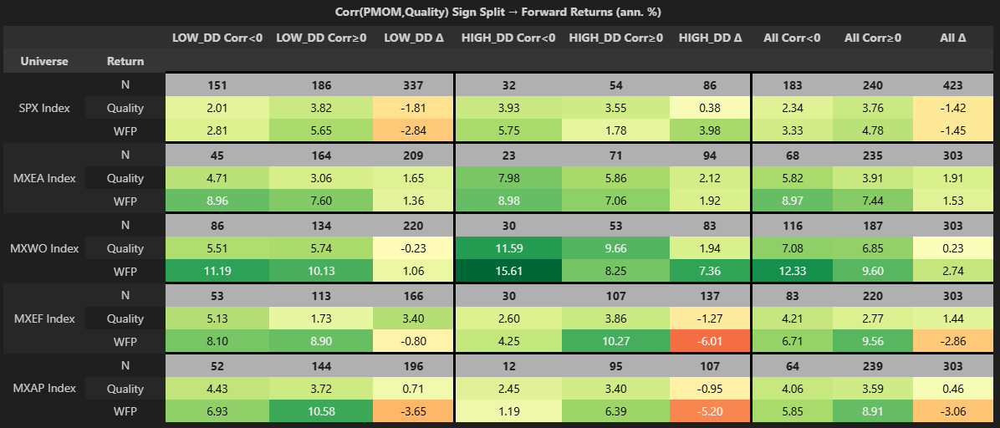 Corr(PMOM,Quality) Sign Split → Forward Returns (ann. %)
LOW_DD Corr<0 LOW_DD Corr≥0 LOW_DD Δ HIGH_DD Corr<0 HIGH_DD Corr≥0 HIGH_DD Δ All Corr<0 All Corr≥0 All Δ
Universe Return
N 151 186 337 32 54 86 183 240 423
SPX Index Quality 2.01 3.82 -1.81 3.93 3.55 0.38 2.34 3.76 -1.42
WFP 2.81 5.65 -2.84 5.75 1.78 3.98 3.33 4.78 -1.45
N 45 164 209 23 71 94 68 235 303
MXEA Index Quality 4.71 3.06 1.65 7.98 5.86 2.12 5.82 3.91 1.91
WFP 8.96 7.60 1.36 8.98 7.06 1.92 8.97 7.44 1.53
N 86 134 220 30 53 83 116 187 303
MXWO Index Quality 5.51 5.74 -0.23 11.59 9.66 1.94 7.08 6.85 0.23
WFP 11.19 10.13 1.06 15.61 8.25 7.36 12.33 9.60 2.74
N 53 113 166 30 107 137 83 220 303
MXEF Index Quality 5.13 1.73 3.40 2.60 3.86 -1.27 4.21 2.77 1.44
WFP 8.10 8.90 -0.80 4.25 10.27 -6.01 6.71 9.56 -2.86
N 52 144 196 12 95 107 64 239 303
MXAP Index Quality 4.43 3.72 0.71 2.45 3.40 -0.95 4.06 3.59 0.46
WFP 6.93 10.58 -3.65 1.19 6.39 -5.20 5.85 8.91 -3.06